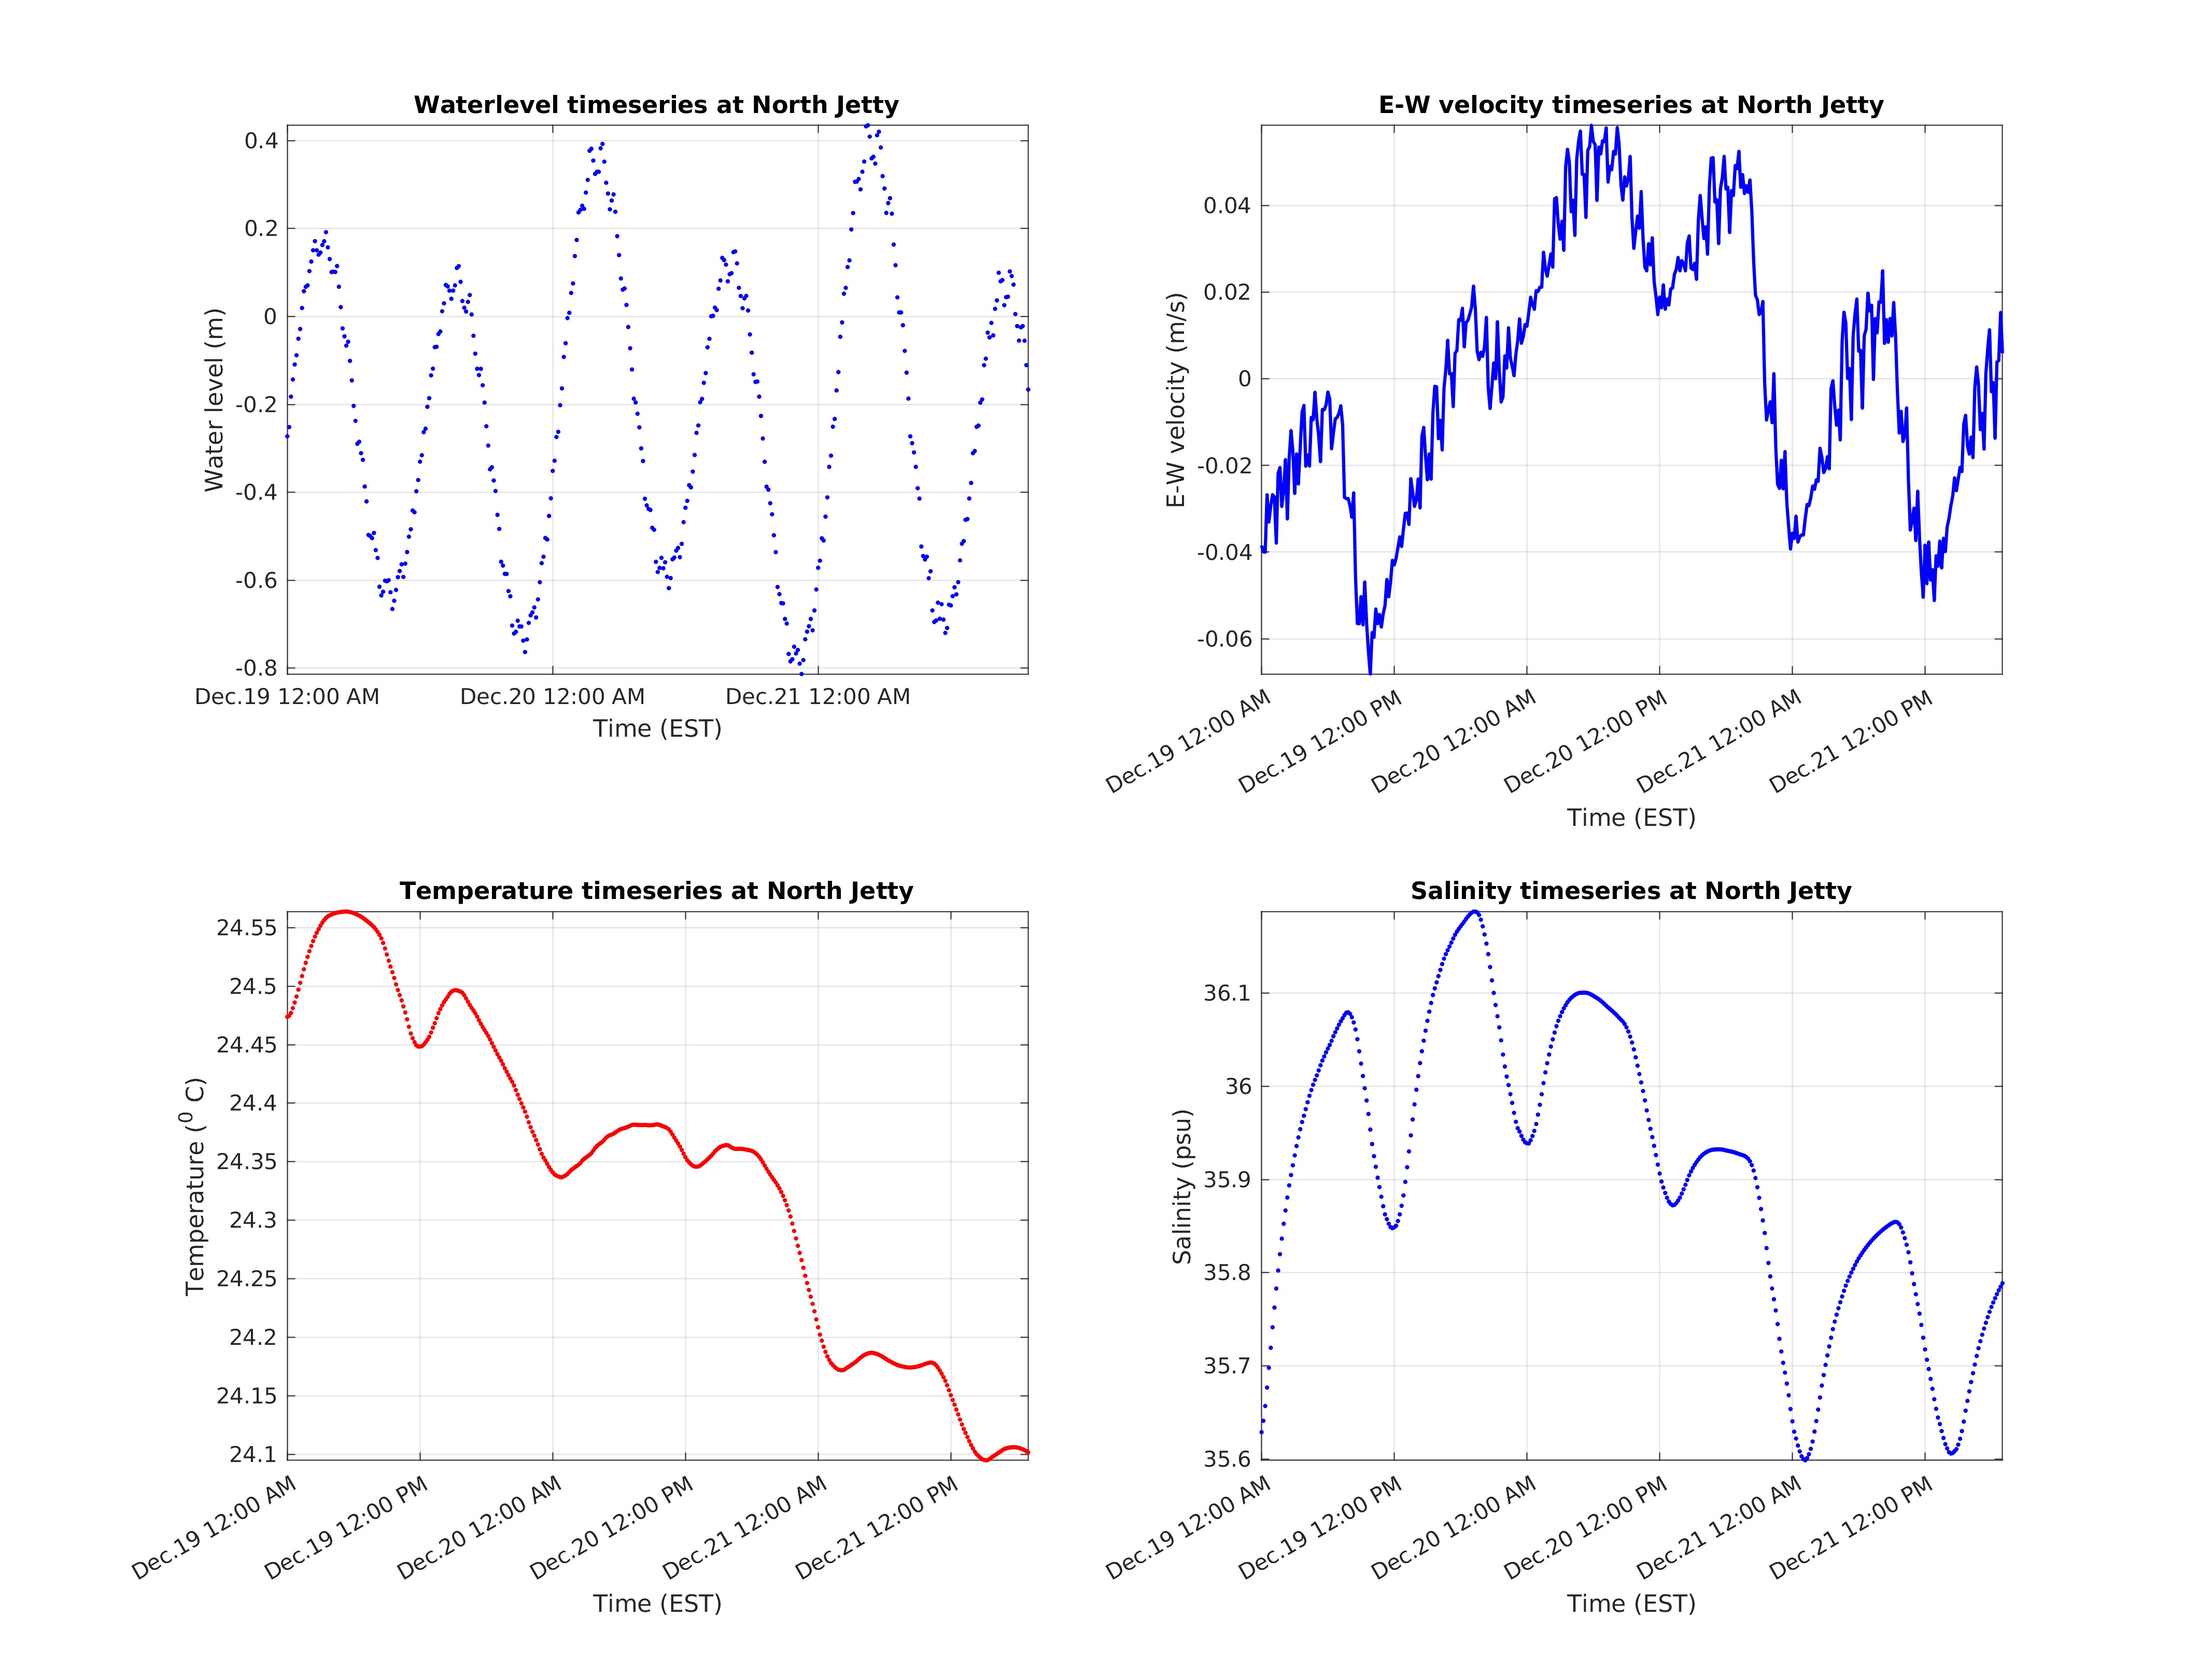 Waterlevel timeseries at North Jetty
0.4
0.2
0
-0.2
-0.4
-0.6
-0.8
Water level (m)
Dec.19 12:00 AM
Dec.20 12:00 AM
Dec.21 12:00 AM
Time (EST)
E-W velocity timeseries at North Jetty
0.04
0.02
0
-0.02
-0.04
-0.06
E-W velocity (m/s)
Dec.19 12:00 AM
Dec.19 12:00 PM
Dec.20 12:00 AM
Dec.20 12:00 PM
Dec.21 12:00 AM
Dec.21 12:00 PM
Time (EST)
Temperature timeseries at North Jetty
24.55
24.5
24.45
24.4
24.35
24.3
24.25
24.2
24.15
24.1
Temperature (⁰ C)
Dec.19 12:00 AM
Dec.19 12:00 PM
Dec.20 12:00 AM
Dec.20 12:00 PM
Dec.21 12:00 AM
Dec.21 12:00 PM
Time (EST)
Salinity timeseries at North Jetty
36.1
36
35.9
35.8
35.7
35.6
Salinity (psu)
Dec.19 12:00 AM
Dec.19 12:00 PM
Dec.20 12:00 AM
Dec.20 12:00 PM
Dec.21 12:00 AM
Dec.21 12:00 PM
Time (EST)